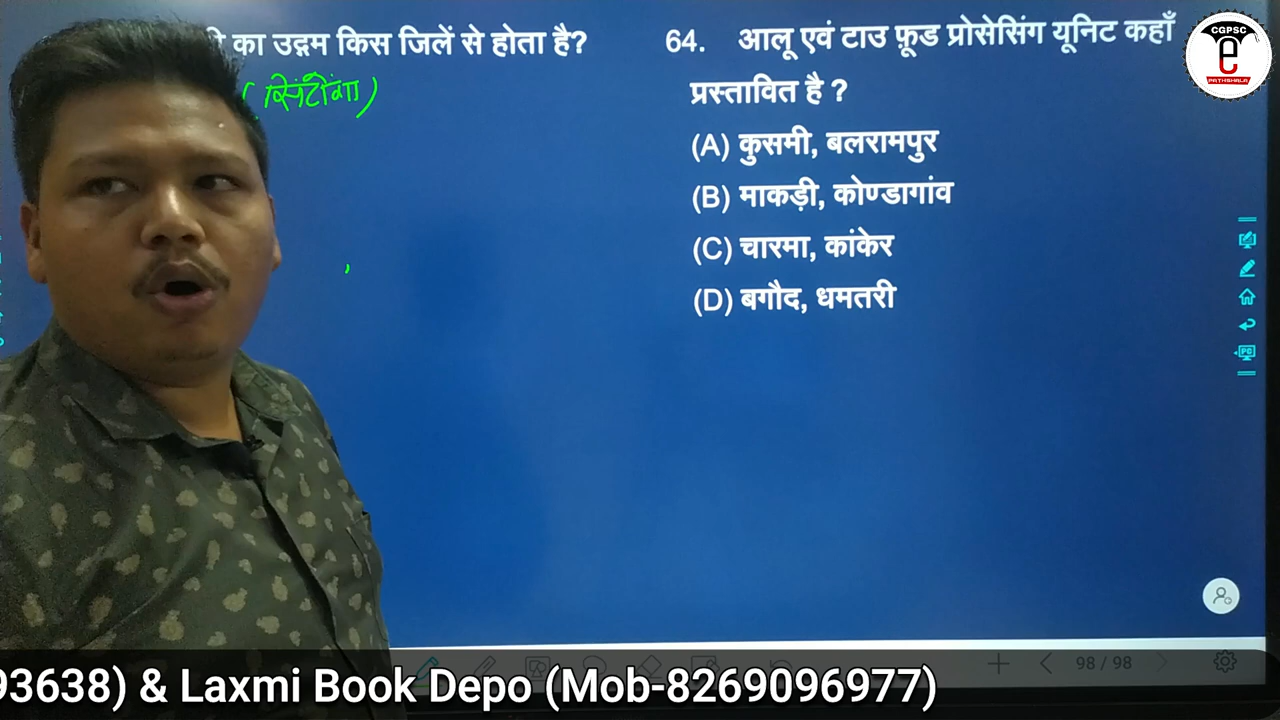 का उद्गम किस जिलें से होता है?
64. आलू एवं टाउ फ़ूड प्रोसेसिंग यूनिट कहाँ
प्रस्तावित है ?
(A) कुसमी, बलरामपुर
(B) माकड़ी, कोण्डागांव
(C) चारमा, कांकेर
(D) बगौद, धमतरी
CGPSC
e
PATHSHALA
PC
98 / 98
93638) & Laxmi Book Depo (Mob-8269096977)